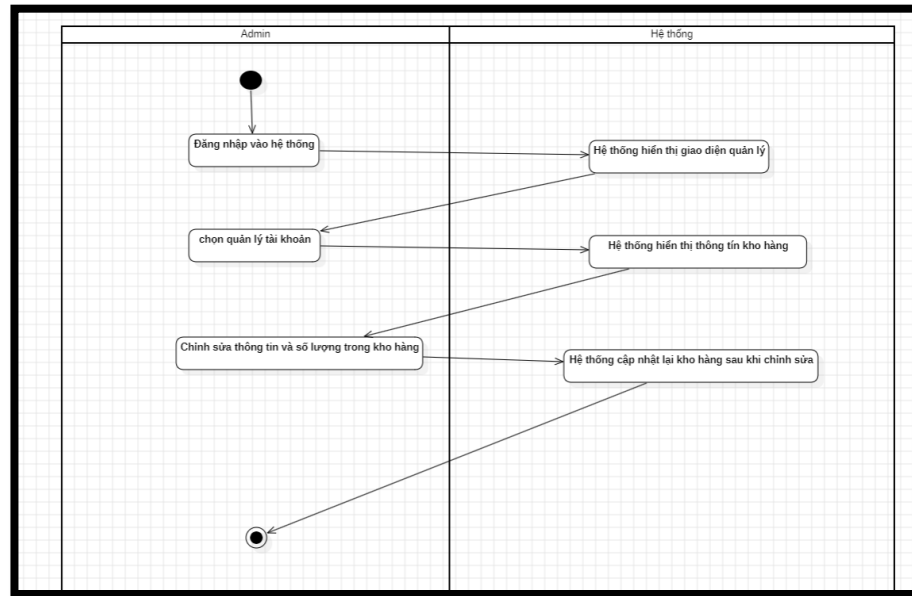 Admin
Hệ thống
Đăng nhập vào hệ thống
Hệ thống hiển thị giao diện quản lý
chọn quản lý tài khoản
Hệ thống hiển thị thông tín kho hàng
Chỉnh sửa thông tin và số lượng trong kho hàng
Hệ thống cập nhật lại kho hàng sau khi chỉnh sửa